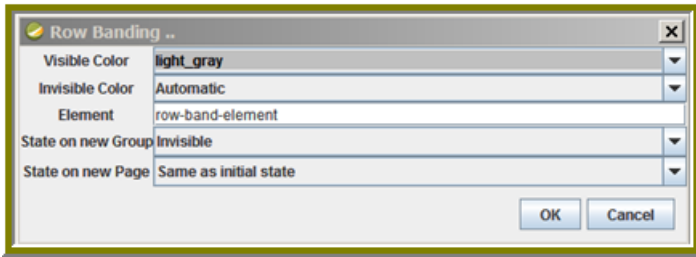 Row Banding ..
Visible Color light_gray
Invisible Color Automatic
Element row-band-element
State on new Group Invisible
State on new Page Same as initial state
OK Cancel